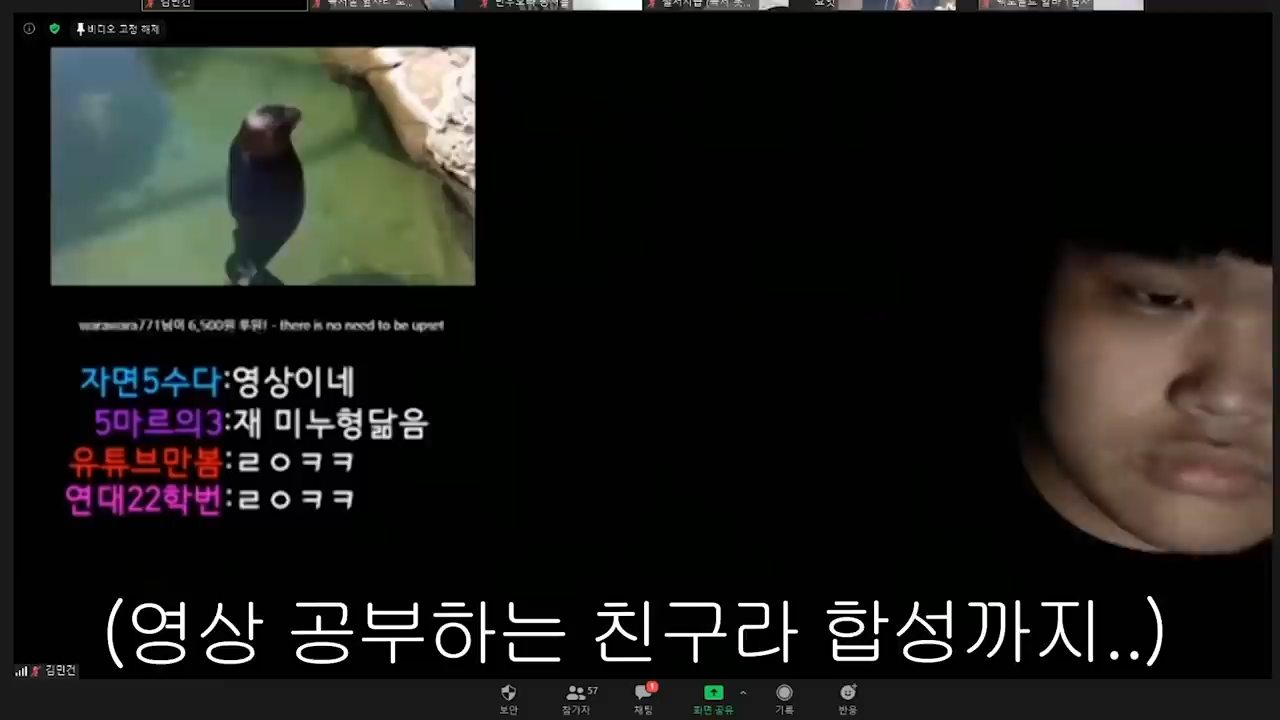 김민건
비디오 고정 해제
warawara771님이 6,500원 후원! - there is no need to be upset
자면5수다:영상이네
5마르의3:재 미누형닮음
유튜브만봄:ㄹㅇㅋㅋ
연대22학번:ㄹㅇㅋㅋ
(영상 공부하는 친구라 합성까지..)
김민건
57
1
보안
참가자
채팅
화면 공유
기록
반응